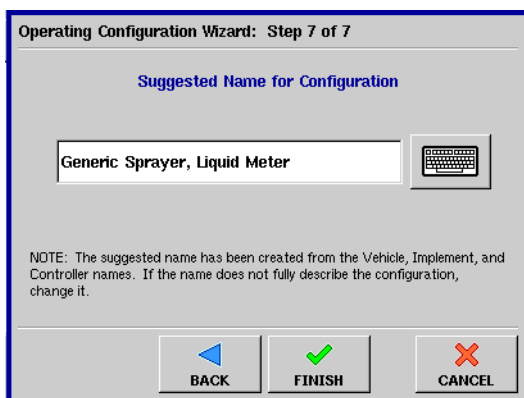 Operating Configuration Wizard: Step 7 of 7
Suggested Name for Configuration
Generic Sprayer, Liquid Meter
NOTE: The suggested name has been created from the Vehicle, Implement, and
Controller names. If the name does not fully describe the configuration,
change it.
BACK FINISH CANCEL